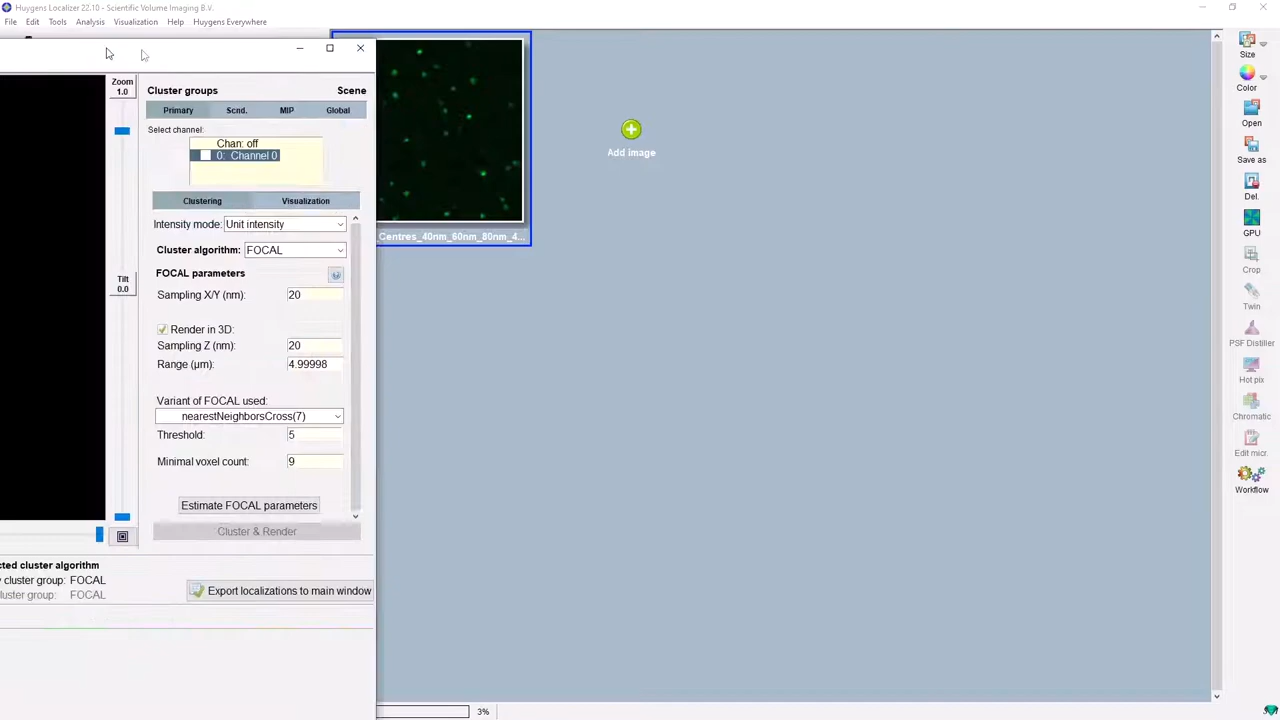 Huygens Localizer 22.10 - Scientific Volume Imaging B.V.
File Edit Tools Analysis Visualization Help Huygens Everywhere
Zoom
1.0
Tilt
0.0
Cluster groups Scene
Primary Scnd. MIP Global
Select channel:
Chan: off
0: Channel 0
Clustering Visualization
Intensity mode: Unit intensity
Cluster algorithm: FOCAL
FOCAL parameters
Sampling X/Y (nm): 20
Render in 3D:
Sampling Z (nm): 20
Range (µm): 4.99998
Variant of FOCAL used:
nearestNeighborsCross(7)
Threshold: 5
Minimal voxel count: 9
Estimate FOCAL parameters
Cluster & Render
cted cluster algorithm
y cluster group: FOCAL
cluster group: FOCAL
Export localizations to main window
_Centres_40nm_60nm_80nm_4...
Add image
3%
Size
Color
Open
Save as
Del.
GPU
Crop
Twin
PSF Distiller
Hot pix
Chromatic
Edit micr.
Workflow